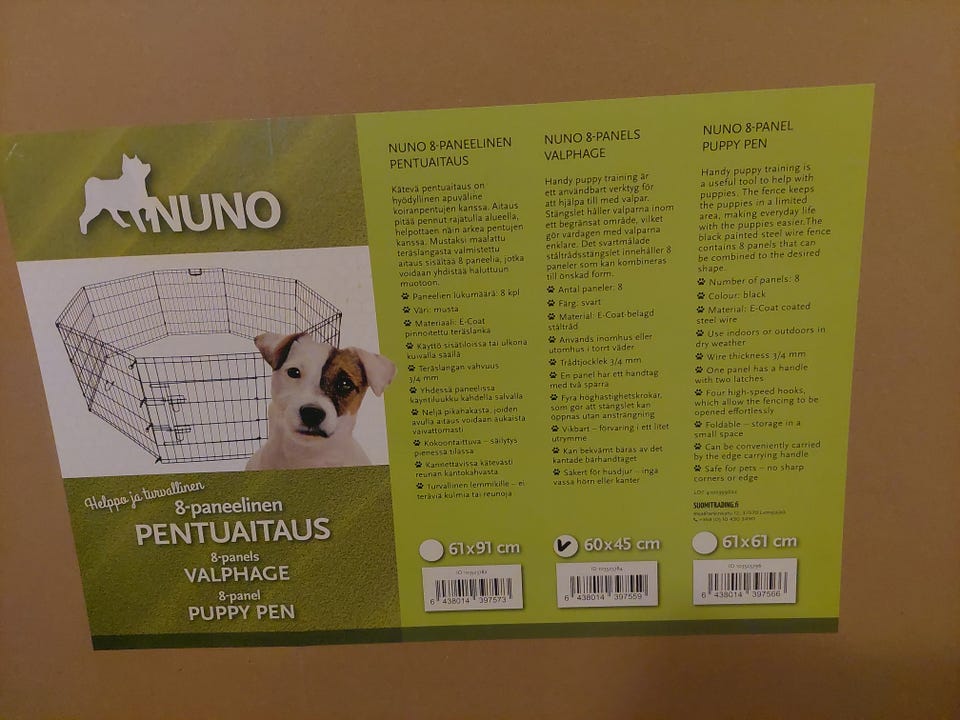 NUNO
Helppo ja turvallinen
8-paneelinen
PENTUAITAUS
8-panels
VALPHAGE
8-panel
PUPPY PEN
NUNO 8-PANEELINEN
PENTUAITAUS
Kätevä pentuaitaus on
hyödyllinen apuväline
koiranpentujen kanssa. Aitaus
pitää pennut rajatulla alueella,
helpottaen näin arkea pentujen
kanssa. Mustaksi maalattu
teräslangasta valmistettu
aitaus sisältää 8 paneelia, jotka
voidaan yhdistää haluttuun
muotoon.
Paneelien lukumäärä: 8 kpl
Väri: musta
Materiaali: E-Coat
pinnoitettu teräslanka
Käyttö sisätiloissa tai ulkona
kuivalla säällä
Teräslangan vahvuus
3/4 mm
Yhdessä paneelissa
käyntiluukku kahdella salvalla
Neljä pikahakasta, joiden
avulla aitaus voidaan aukaista
vaivattomasti
Kokoontaittuva – säilytys
pienessä tilassa
Kannettavissa kätevästi
reunan kantokahvasta
Turvallinen lemmikille – ei
teräviä kulmia tai reunoja
61x91 cm
ID 103503782
6 438014 397573
NUNO 8-PANELS
VALPHAGE
Handy puppy training är
ett användbart verktyg för
att hjälpa till med valpar.
Stängslet håller valparna inom
ett begränsat område, vilket
gör vardagen med valparna
enklare. Det svartmålade
ståltrådsstängslet innehåller 8
paneler som kan kombineras
till önskad form.
Antal paneler: 8
Färg: svart
Material: E-Coat-belagd
ståltråd
Används inomhus eller
utomhus i torrt väder
Trådtjocklek 3/4 mm
En panel har ett handtag
med två spärra
Fyra höghastighetskrokar,
som gör att stängslet kan
öppnas utan ansträngning
Vikbart – förvaring i ett litet
utrymme
Kan bekvämt bäras av det
kantade bärhandtaget
Säkert för husdjur – inga
vassa hörn eller kanter
60x45 cm
ID 103503784
6 438014 397559
NUNO 8-PANEL
PUPPY PEN
Handy puppy training is
a useful tool to help with
puppies. The fence keeps
the puppies in a limited
area, making everyday life
with the puppies easier.The
black painted steel wire fence
contains 8 panels that can
be combined to the desired
shape.
Number of panels: 8
Colour: black
Material: E-Coat coated
steel wire
Use indoors or outdoors in
dry weather
Wire thickness 3/4 mm
One panel has a handle
with two latches
Four high-speed hooks,
which allow the fencing to be
opened effortlessly
Foldable – storage in a
small space
Can be conveniently carried
by the edge carrying handle
Safe for pets – no sharp
corners or edge
SUOMITRADING.fi
61x61 cm
6 438014 397566